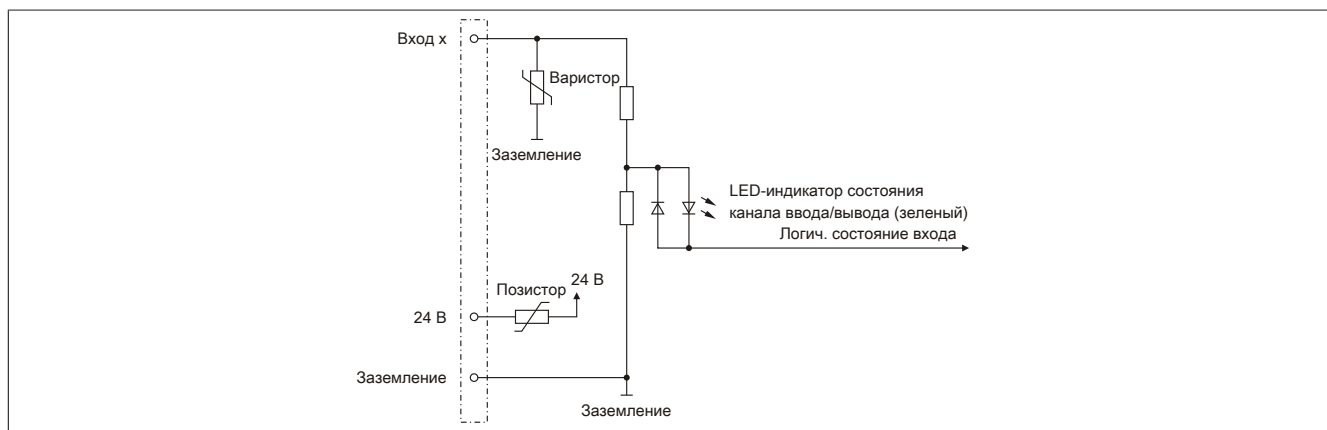 Вход x
Варистор
Заземление
LED-индикатор состояния
канала ввода/вывода (зеленый)
Логич. состояние входа
Позистор
24 В
24 В
Заземление
Заземление